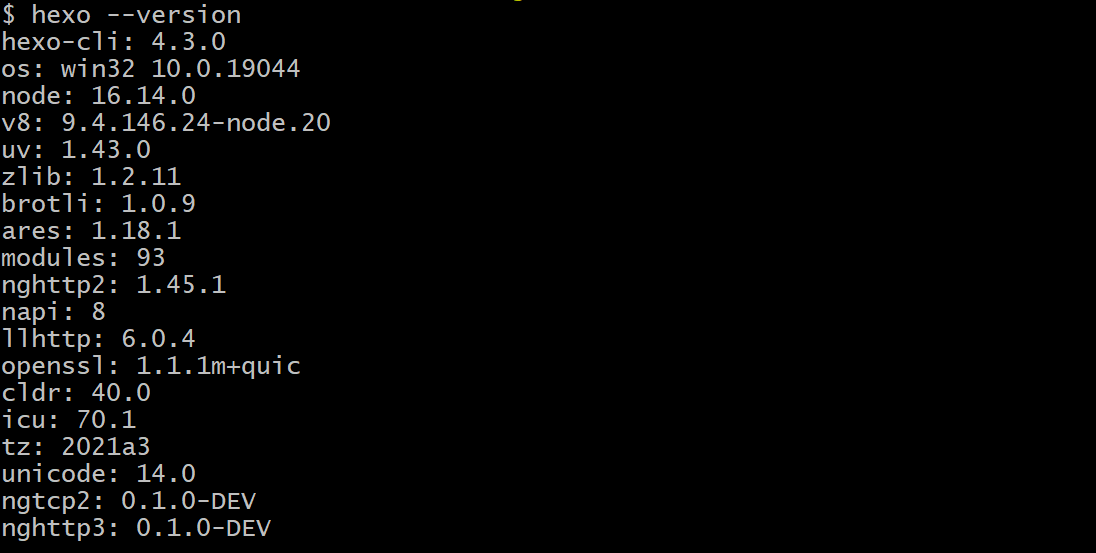 $ hexo --version
hexo-cli: 4.3.0
os: win32 10.0.19044
node: 16.14.0
v8: 9.4.146.24-node.20
uv: 1.43.0
zlib: 1.2.11
brotli: 1.0.9
ares: 1.18.1
modules: 93
nghttp2: 1.45.1
napi: 8
llhttp: 6.0.4
openssl: 1.1.1m+quic
cldr: 40.0
icu: 70.1
tz: 2021a3
unicode: 14.0
ngtcp2: 0.1.0-DEV
nghttp3: 0.1.0-DEV